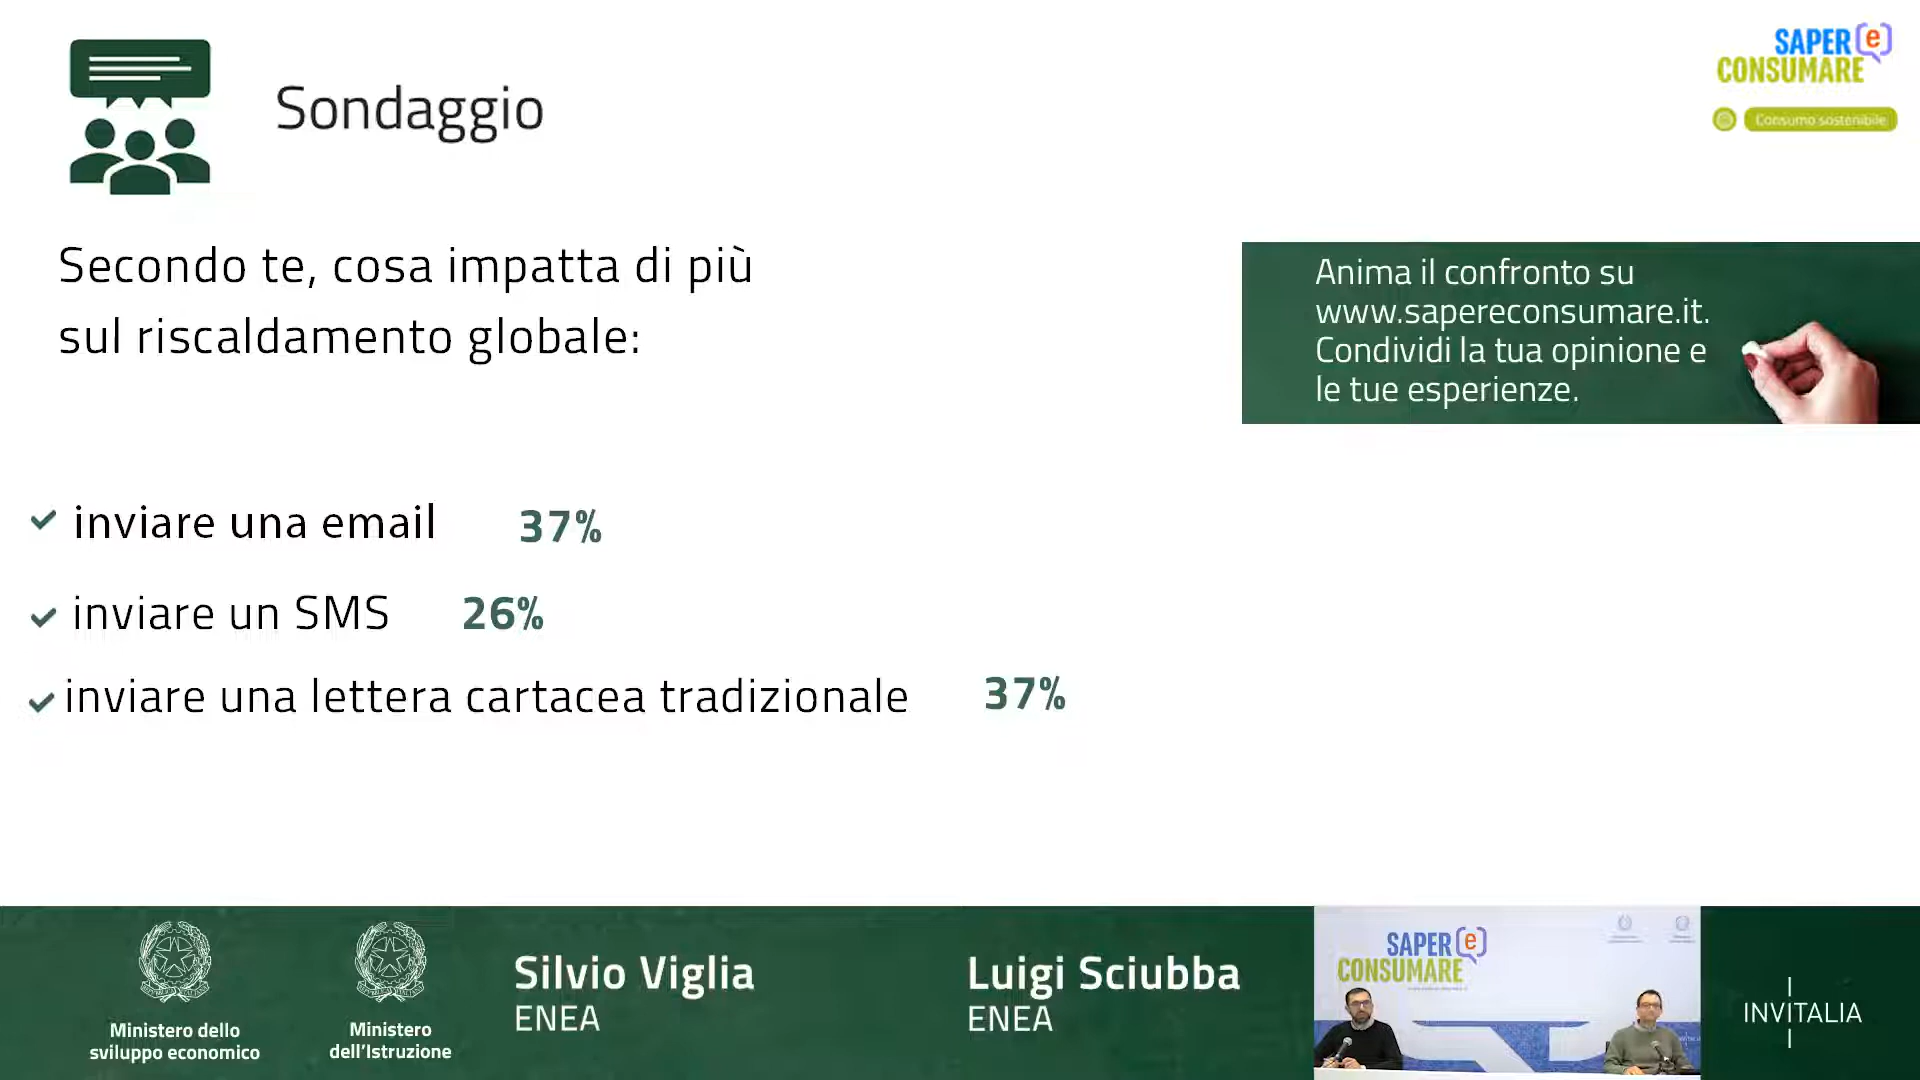 Sondaggio
SAPER e
CONSUMARE
Consumo sostenibile
Secondo te, cosa impatta di più
sul riscaldamento globale:
Anima il confronto su
www.sapereconsumare.it.
Condividi la tua opinione e
le tue esperienze.
inviare una email 37%
inviare un SMS 26%
inviare una lettera cartacea tradizionale 37%
Ministero dello
sviluppo economico
Ministero
dell'Istruzione
Silvio Viglia
ENEA
Luigi Sciubba
ENEA
SAPER e
CONSUMARE
INVITALIA